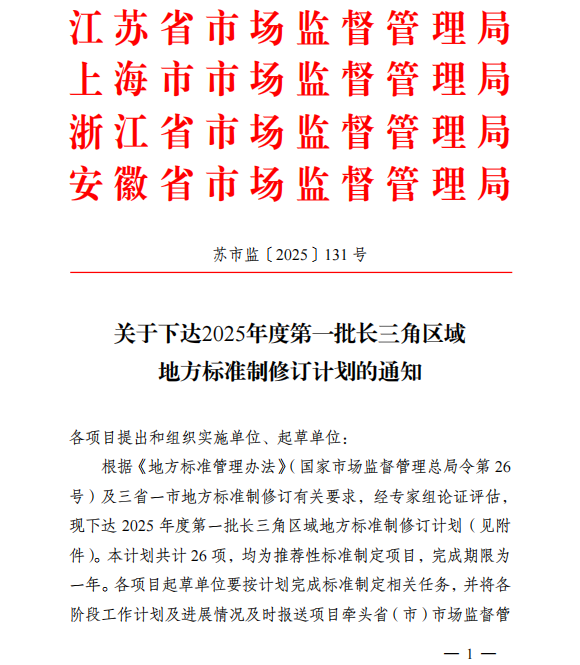 江苏省市场监督管理局
上海市市场监督管理局
浙江省市场监督管理局
安徽省市场监督管理局
苏市监〔2025〕131 号
关于下达2025年度第一批长三角区域
地方标准制修订计划的通知
各项目提出和组织实施单位、起草单位：
根据《地方标准管理办法》（国家市场监督管理总局令第 26
号）及三省一市地方标准制修订有关要求，经专家组论证评估，
现下达 2025 年度第一批长三角区域地方标准制修订计划（见附
件）。本计划共计 26 项，均为推荐性标准制定项目，完成期限为
一年。各项目起草单位要按计划完成标准制定相关任务，并将各
阶段工作计划及进展情况及时报送项目牵头省（市）市场监督管
— 1 —